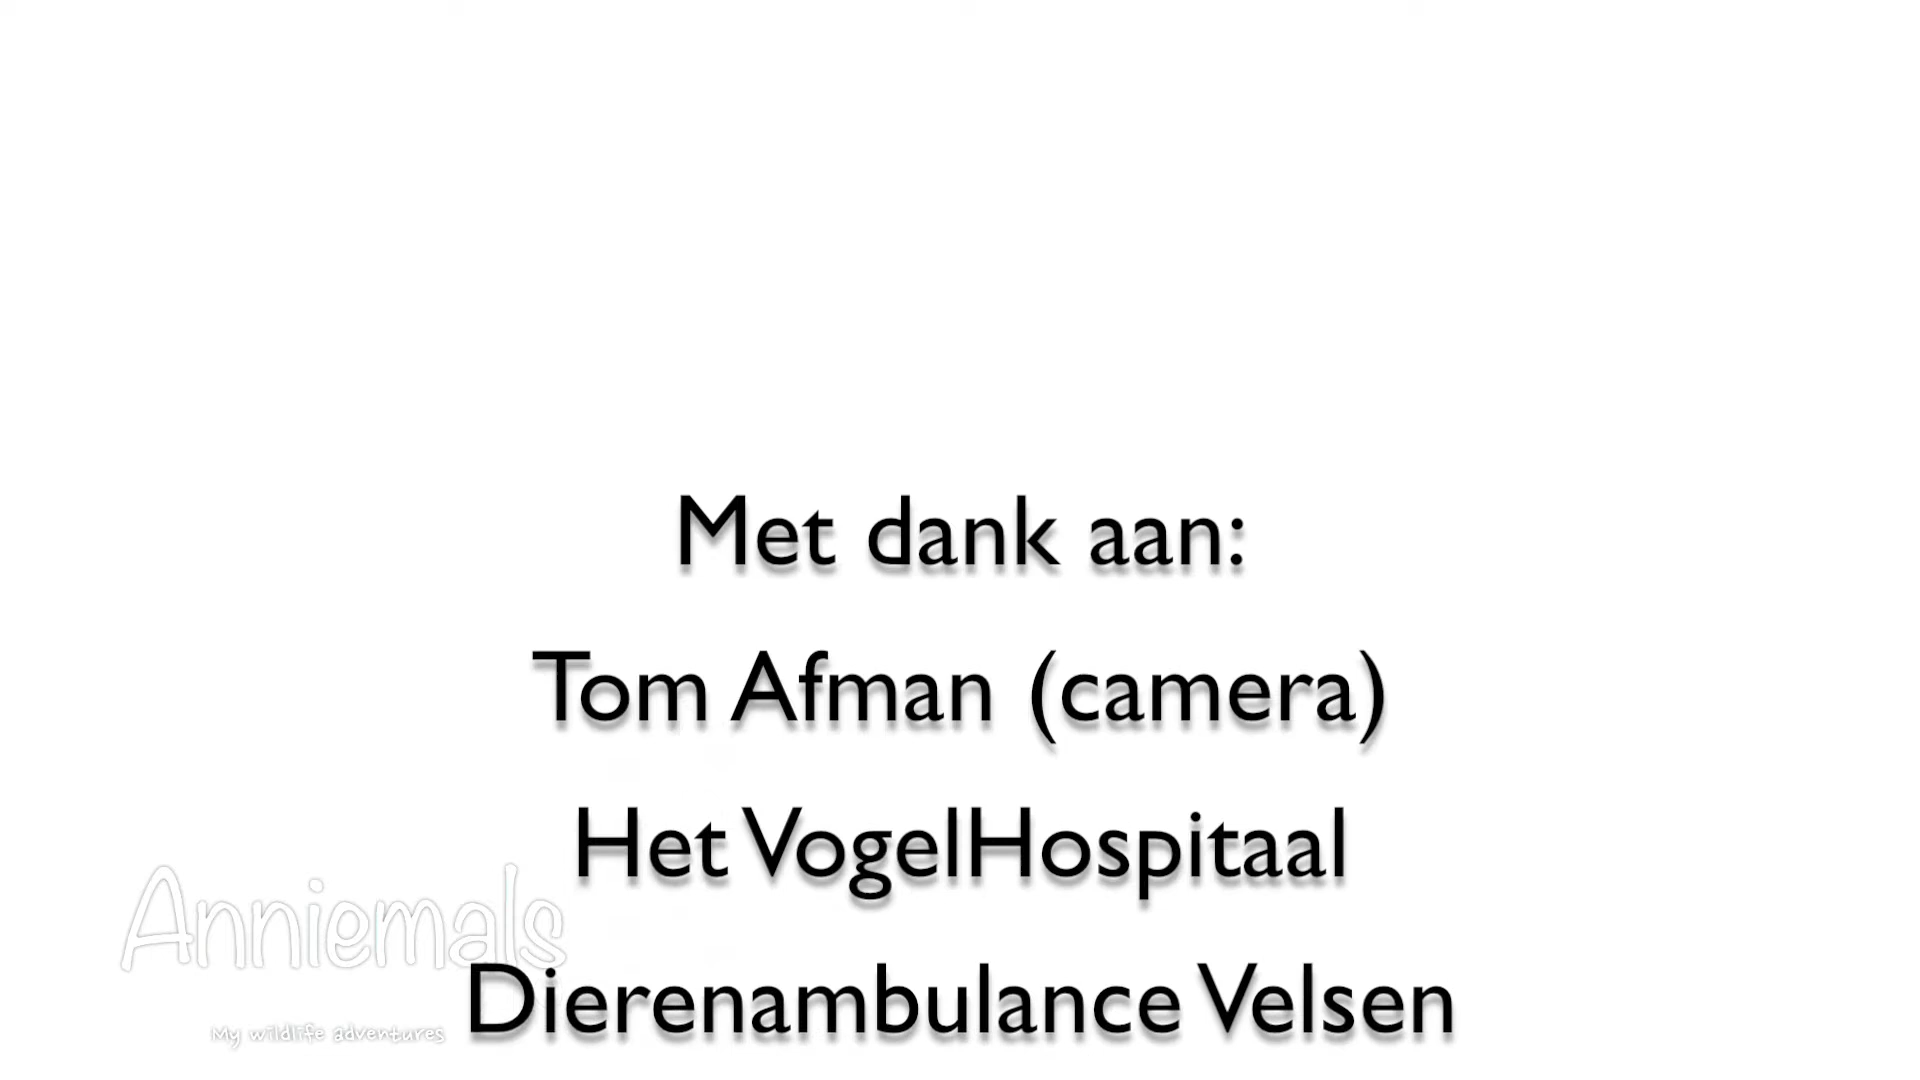 Met dank aan:
Tom Afman (camera)
Het VogelHospitaal
Anniemals
Dierenambulance Velsen
My wildlife adventures